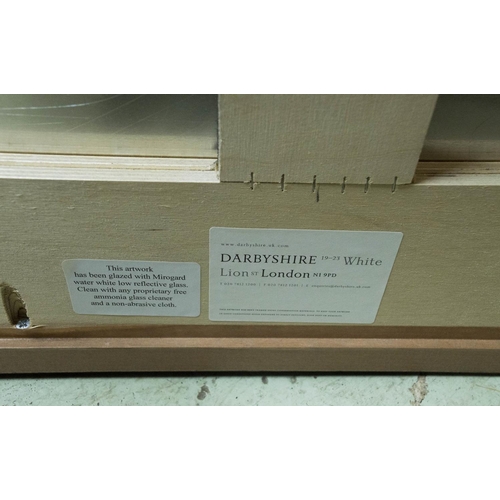 This artwork
has been glazed with Mirogard
water white low reflective glass.
Clean with any proprietary free
ammonia glass cleaner
and a non-abrasive cloth.
www.darbyshire.uk.com
DARBYSHIRE 19-23 White
Lion ST London N1 9PD